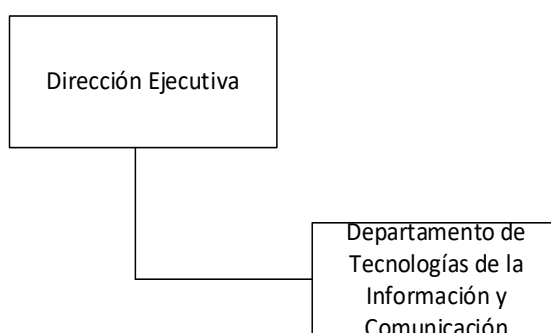 Dirección Ejecutiva
Departamento de
Tecnologías de la
Información y
Comunicación